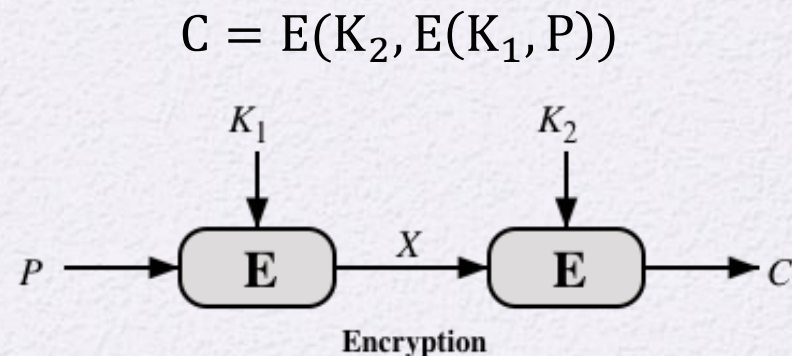 C = E(K₂, E(K₁, P))
K₁ K₂
P E X E C
Encryption